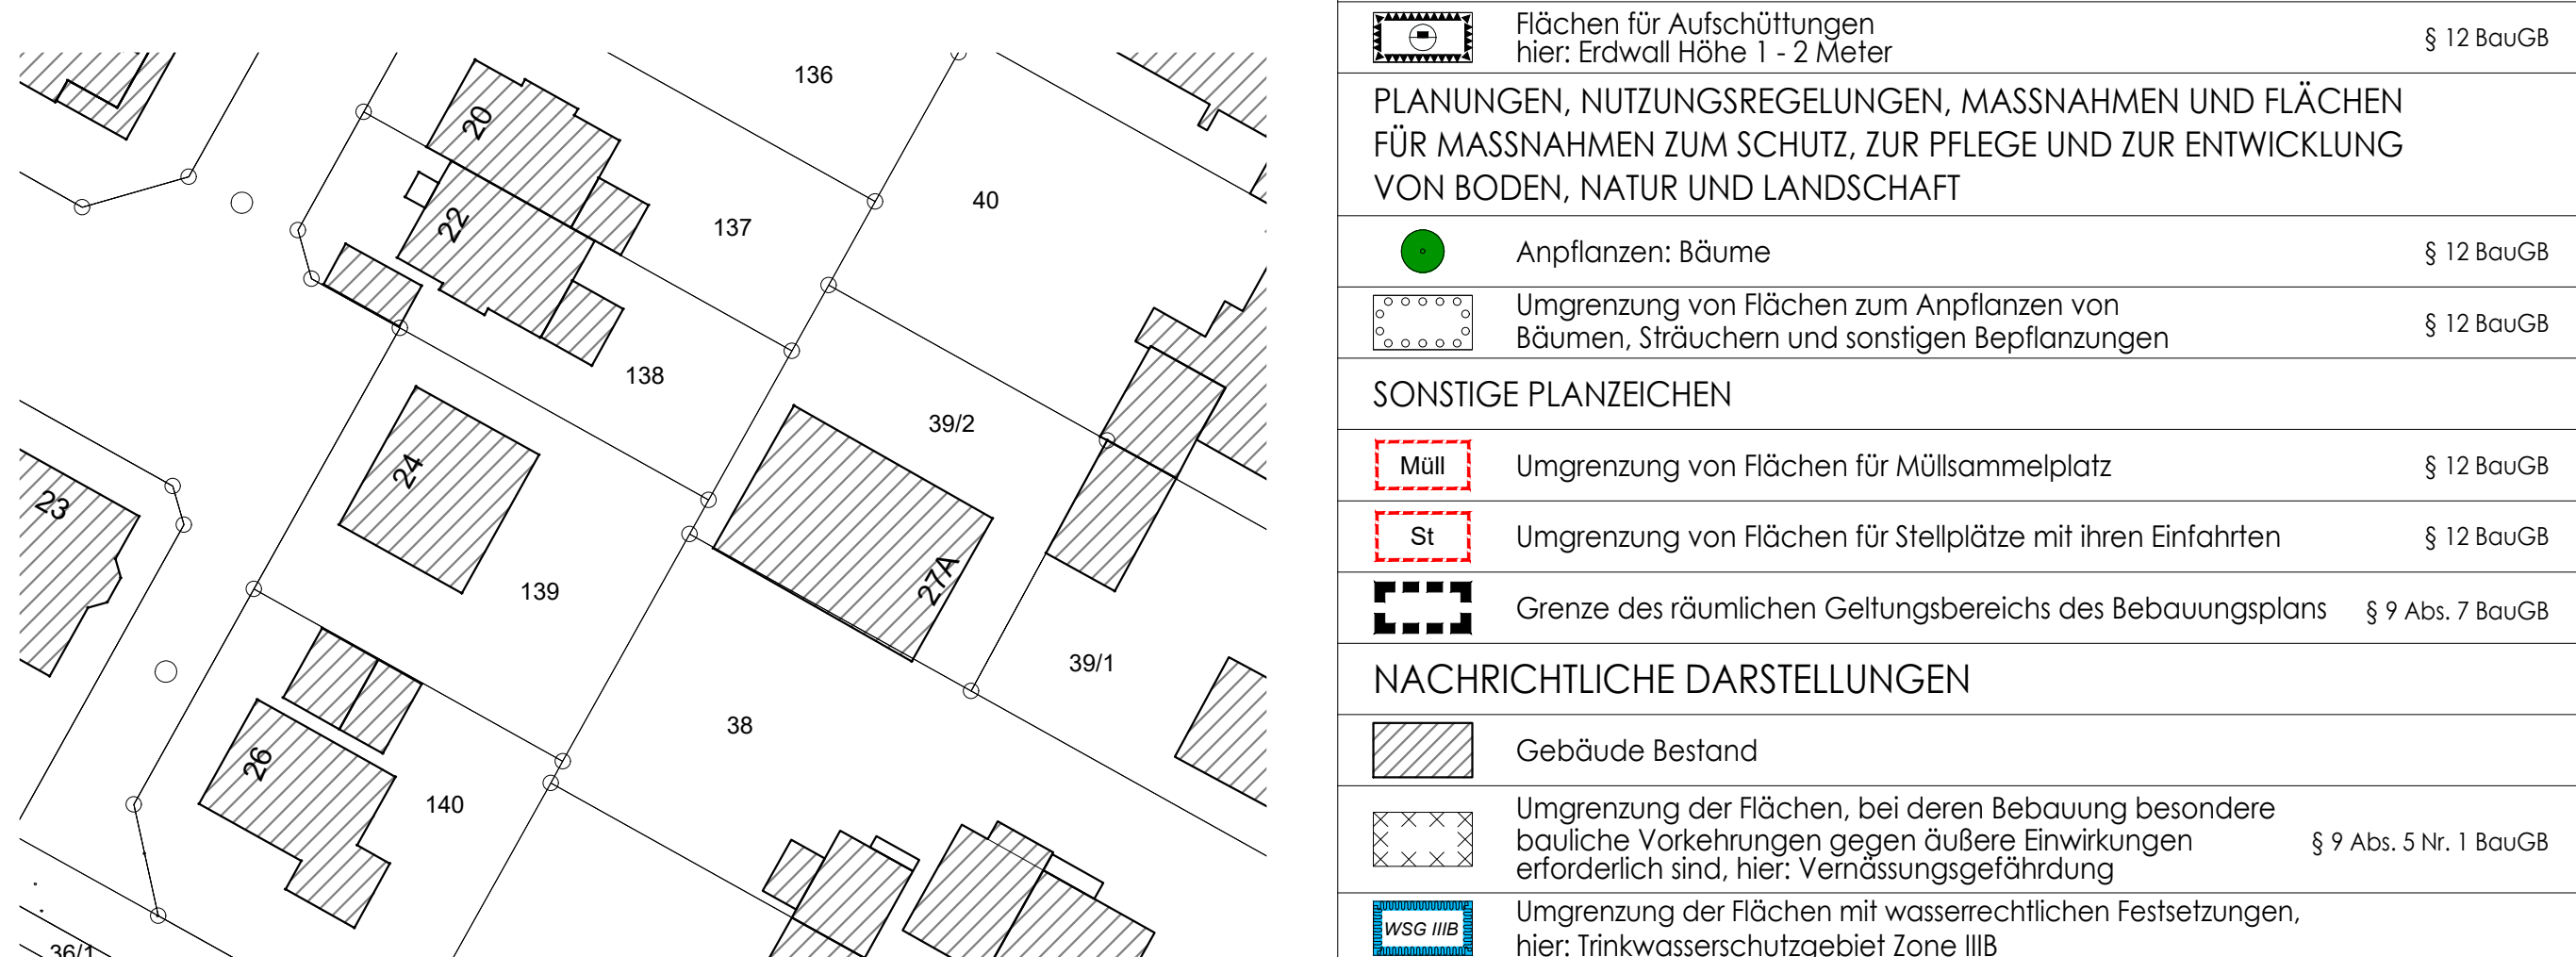 136
20
40
22
137
138
39/2
24
23
27A
139
39/1
38
26
140
36/1
Flächen für Aufschüttungen
hier: Erdwall Höhe 1 - 2 Meter
§ 12 BauGB
PLANUNGEN, NUTZUNGSREGELUNGEN, MASSNAHMEN UND FLÄCHEN
FÜR MASSNAHMEN ZUM SCHUTZ, ZUR PFLEGE UND ZUR ENTWICKLUNG
VON BODEN, NATUR UND LANDSCHAFT
Anpflanzen: Bäume
§ 12 BauGB
Umgrenzung von Flächen zum Anpflanzen von
Bäumen, Sträuchern und sonstigen Bepflanzungen
§ 12 BauGB
SONSTIGE PLANZEICHEN
Müll
Umgrenzung von Flächen für Müllsammelplatz
§ 12 BauGB
St
Umgrenzung von Flächen für Stellplätze mit ihren Einfahrten
§ 12 BauGB
Grenze des räumlichen Geltungsbereichs des Bebauungsplans
§ 9 Abs. 7 BauGB
NACHRICHTLICHE DARSTELLUNGEN
Gebäude Bestand
Umgrenzung der Flächen, bei deren Bebauung besondere
bauliche Vorkehrungen gegen äußere Einwirkungen
erforderlich sind, hier: Vernässungsgefährdung
§ 9 Abs. 5 Nr. 1 BauGB
WSG IIIB
Umgrenzung der Flächen mit wasserrechtlichen Festsetzungen,
hier: Trinkwasserschutzgebiet Zone IIIB